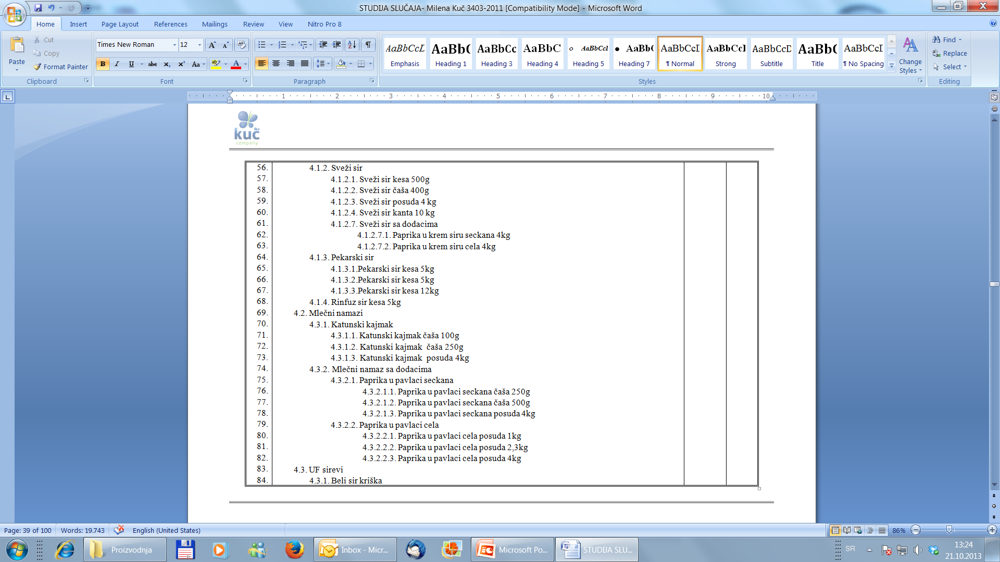 STUDIJA SLUČAJA- Milena Kuč 3403-2011 [Compatibility Mode] - Microsoft Word
Home Insert Page Layout References Mailings Review View Nitro Pro 8
Paste
Cut
Copy
Format Painter
Clipboard
Times New Roman 12
Font
Paragraph
AaBbCcL AaBbC AaBbCc AaBbC AaBbCcl AaBb AaBbCcI AaBbCcl AaBbCcD AaBbC AaBbCcI
Emphasis Heading 1 Heading 3 Heading 4 Heading 5 Heading 7 ¶ Normal Strong Subtitle Title ¶ No Spacing
Change Styles
Styles
Find
Replace
Select
Editing
1 2 3 4 5 6 7 8 9 10
kuč
company
56. 4.1.2. Sveži sir
57. 4.1.2.1. Sveži sir kesa 500g
58. 4.1.2.2. Sveži sir čaša 400g
59. 4.1.2.3. Sveži sir posuda 4 kg
60. 4.1.2.4. Sveži sir kanta 10 kg
61. 4.1.2.7. Sveži sir sa dodacima
62. 4.1.2.7.1. Paprika u krem siru seckana 4kg
63. 4.1.2.7.2. Paprika u krem siru cela 4kg
64. 4.1.3. Pekarski sir
65. 4.1.3.1.Pekarski sir kesa 5kg
66. 4.1.3.2.Pekarski sir kesa 5kg
67. 4.1.3.3.Pekarski sir kesa 12kg
68. 4.1.4. Rinfuz sir kesa 5kg
69. 4.2. Mlečni namazi
70. 4.3.1. Katunski kajmak
71. 4.3.1.1. Katunski kajmak čaša 100g
72. 4.3.1.2. Katunski kajmak čaša 250g
73. 4.3.1.3. Katunski kajmak posuda 4kg
74. 4.3.2. Mlečni namaz sa dodacima
75. 4.3.2.1. Paprika u pavlaci seckana
76. 4.3.2.1.1. Paprika u pavlaci seckana čaša 250g
77. 4.3.2.1.2. Paprika u pavlaci seckana čaša 500g
78. 4.3.2.1.3. Paprika u pavlaci seckana posuda 4kg
79. 4.3.2.2. Paprika u pavlaci cela
80. 4.3.2.2.1. Paprika u pavlaci cela posuda 1kg
81. 4.3.2.2.2. Paprika u pavlaci cela posuda 2,3kg
82. 4.3.2.2.3. Paprika u pavlaci cela posuda 4kg
83. 4.3. UF sirevi
84. 4.3.1. Beli sir kriška
Page: 39 of 100 Words: 19.743 English (United States) 86%
Proizvodnja Inbox - Micr... Microsoft Po... STUDIJA SLU... SR 13:24
21.10.2013